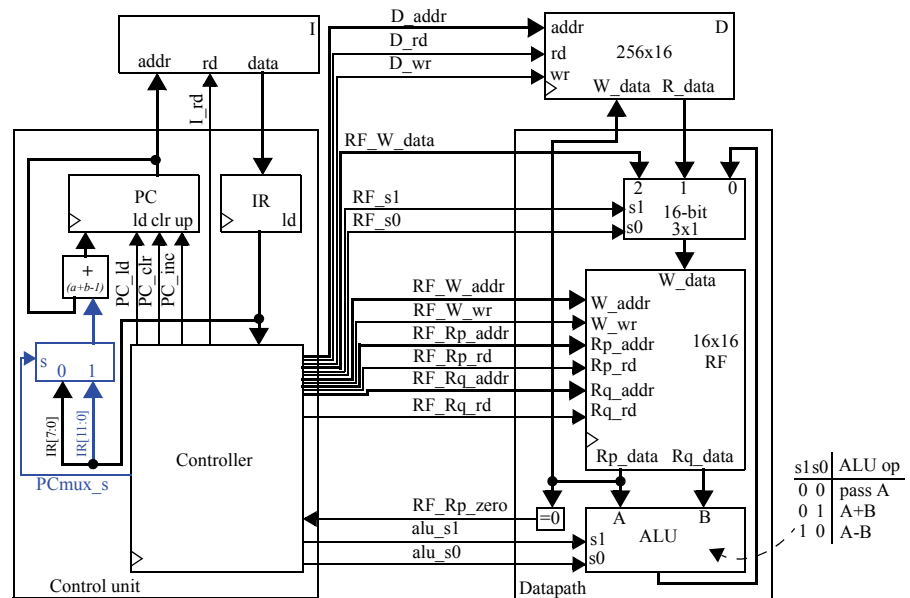 I
addr rd data
I_rd
D_addr
D_rd
D_wr
D
addr
rd
wr
256x16
W_data R_data
RF_W_data
RF_s1
RF_s0
2 1 0
s1
s0
16-bit
3x1
PC
ld clr up
IR
ld
+
(a+b-1)
PC_ld
PC_clr
PC_inc
s
0 1
IR[7:0]
IR[11:0]
PCmux_s
Controller
Control unit
RF_W_addr
RF_W_wr
RF_Rp_addr
RF_Rp_rd
RF_Rq_addr
RF_Rq_rd
W_data
W_addr
W_wr
Rp_addr
Rp_rd
Rq_addr
Rq_rd
16x16
RF
Rp_data Rq_data
RF_Rp_zero
alu_s1
alu_s0
=0
A B
s1
s0
ALU
Datapath
s1 s0 ALU op
0 0 pass A
0 1 A+B
1 0 A-B